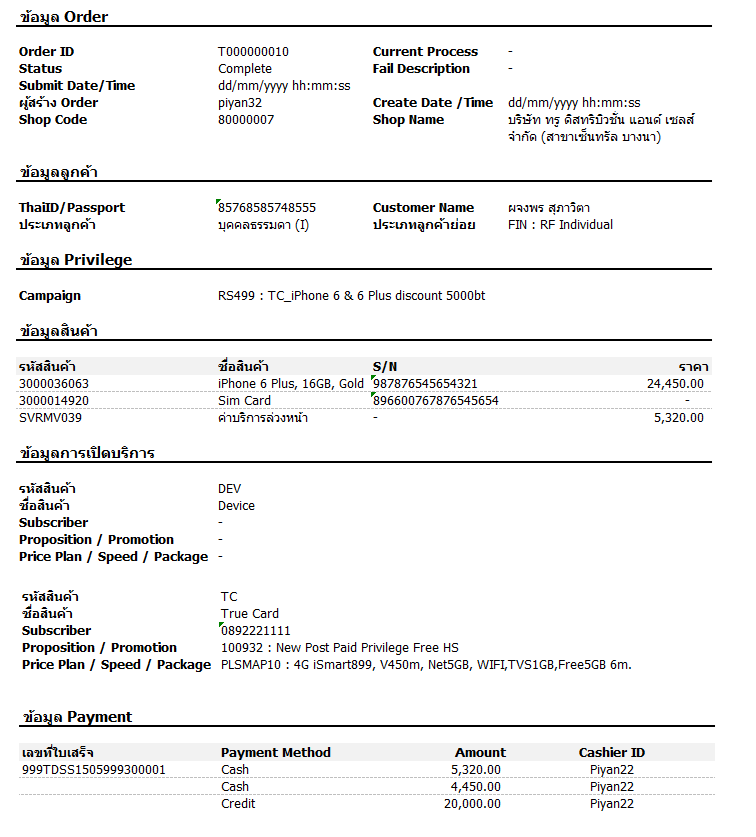 ข้อมูล Order
Order ID T000000010 Current Process -
Status Complete Fail Description -
Submit Date/Time dd/mm/yyyy hh:mm:ss
ผู้สร้าง Order piyan32 Create Date /Time dd/mm/yyyy hh:mm:ss
Shop Code 80000007 Shop Name บริษัท ทรู ดิสทริบิวชั่น แอนด์ เซลส์
จำกัด (สาขาเซ็นทรัล บางนา)
ข้อมูลลูกค้า
ThaiID/Passport 85768585748555 Customer Name ผจงพร สุภาวิตา
ประเภทลูกค้า บุคคลธรรมดา (I) ประเภทลูกค้าย่อย FIN : RF Individual
ข้อมูล Privilege
Campaign RS499 : TC_iPhone 6 & 6 Plus discount 5000bt
ข้อมูลสินค้า
รหัสสินค้า ชื่อสินค้า S/N ราคา
3000036063 iPhone 6 Plus, 16GB, Gold 987876545654321 24,450.00
3000014920 Sim Card 896600767876545654 -
SVRMV039 ค่าบริการล่วงหน้า - 5,320.00
ข้อมูลการเปิดบริการ
รหัสสินค้า DEV
ชื่อสินค้า Device
Subscriber -
Proposition / Promotion -
Price Plan / Speed / Package -
รหัสสินค้า TC
ชื่อสินค้า True Card
Subscriber 0892221111
Proposition / Promotion 100932 : New Post Paid Privilege Free HS
Price Plan / Speed / Package PLSMAP10 : 4G iSmart899, V450m, Net5GB, WIFI,TVS1GB,Free5GB 6m.
ข้อมูล Payment
เลขที่ใบเสร็จ Payment Method Amount Cashier ID
999TDSS1505999300001 Cash 5,320.00 Piyan22
Cash 4,450.00 Piyan22
Credit 20,000.00 Piyan22